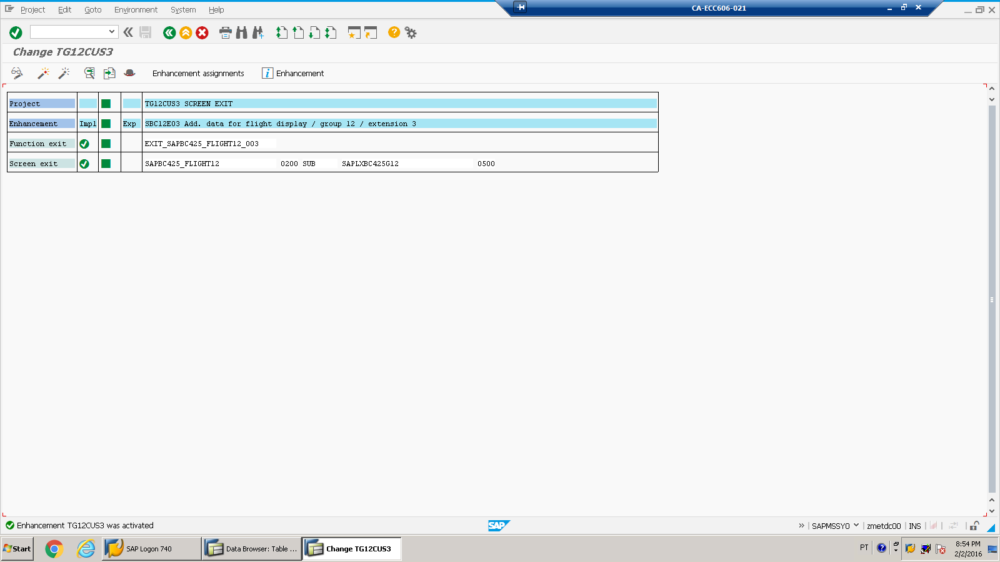 Project Edit Goto Environment System Help
CA-ECC606-021
Change TG12CUS3
Enhancement assignments Enhancement
Project TG12CUS3 SCREEN EXIT
Enhancement Impl Exp SBC12E03 Add. data for flight display / group 12 / extension 3
Function exit EXIT_SAPBC425_FLIGHT12_003
Screen exit SAPBC425_FLIGHT12 0200 SUB SAPLXBC425G12 0500
Enhancement TG12CUS3 was activated
SAP
SAPMSSY0 zmetdc00 INS
Start
SAP Logon 740
Data Browser: Table ...
Change TG12CUS3
PT
8:54 PM
2/2/2016